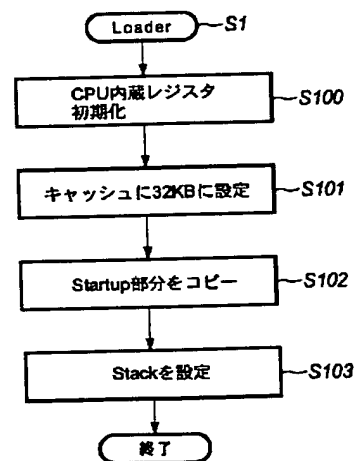 Loader
S1
CPU内蔵レジスタ
初期化
S100
キャッシュに32KBに設定
S101
Startup部分をコピー
S102
Stackを設定
S103
終了